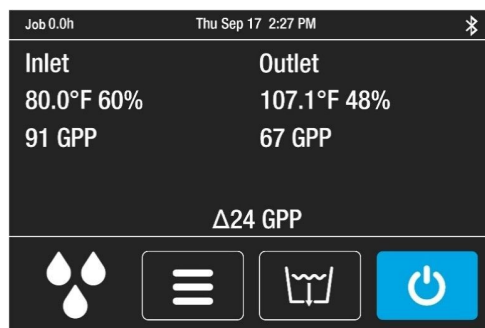 Job 0.0h Thu Sep 17 2:27 PM
Inlet Outlet
80.0°F 60% 107.1°F 48%
91 GPP 67 GPP
Δ24 GPP